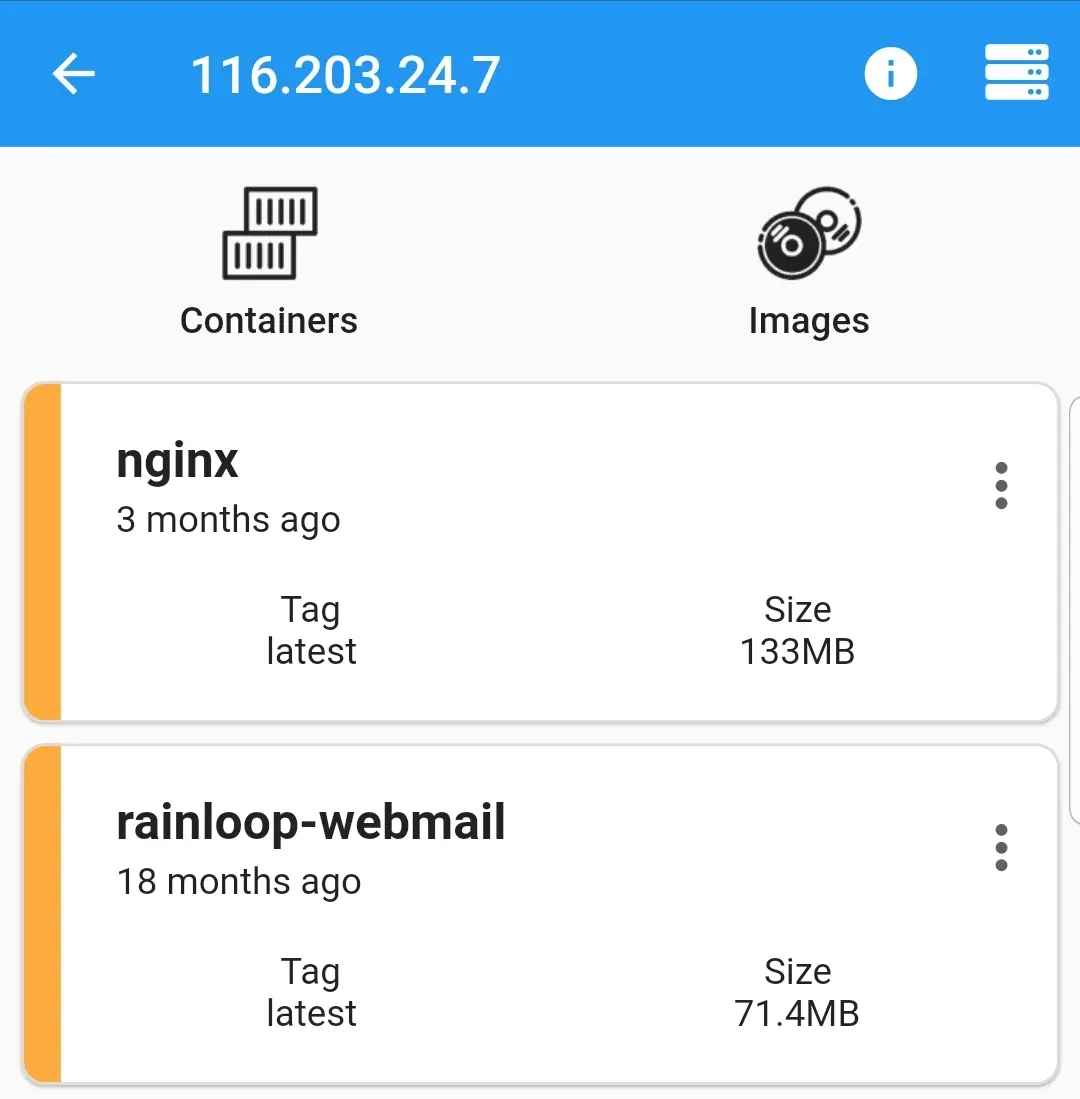 116.203.24.7
Containers
Images
nginx
3 months ago
Tag
latest
Size
133MB
rainloop-webmail
18 months ago
Tag
latest
Size
71.4MB